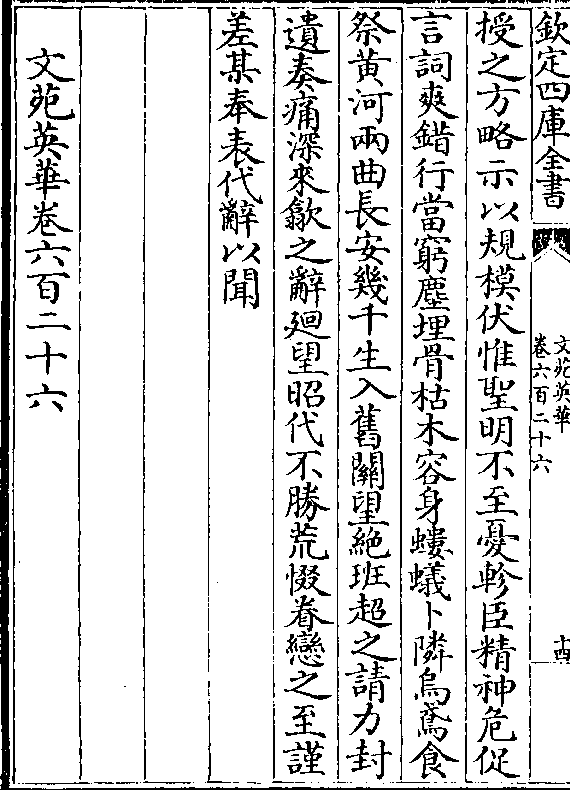 欽定四庫全書
文苑英華
卷六百二十六
十四
授之方略示以規模伏惟聖明不至憂軫臣精神危促
言詞爽錯行當窮塵埋骨枯木容身螻蟻卜隣烏鳶食
祭黄河兩曲長安幾千生入舊關望絶班超之請力封
遺奏痛深來歙之辭廻望昭代不勝荒惙眷戀之至謹
差某奉表代辭以聞
文苑英華卷六百二十六